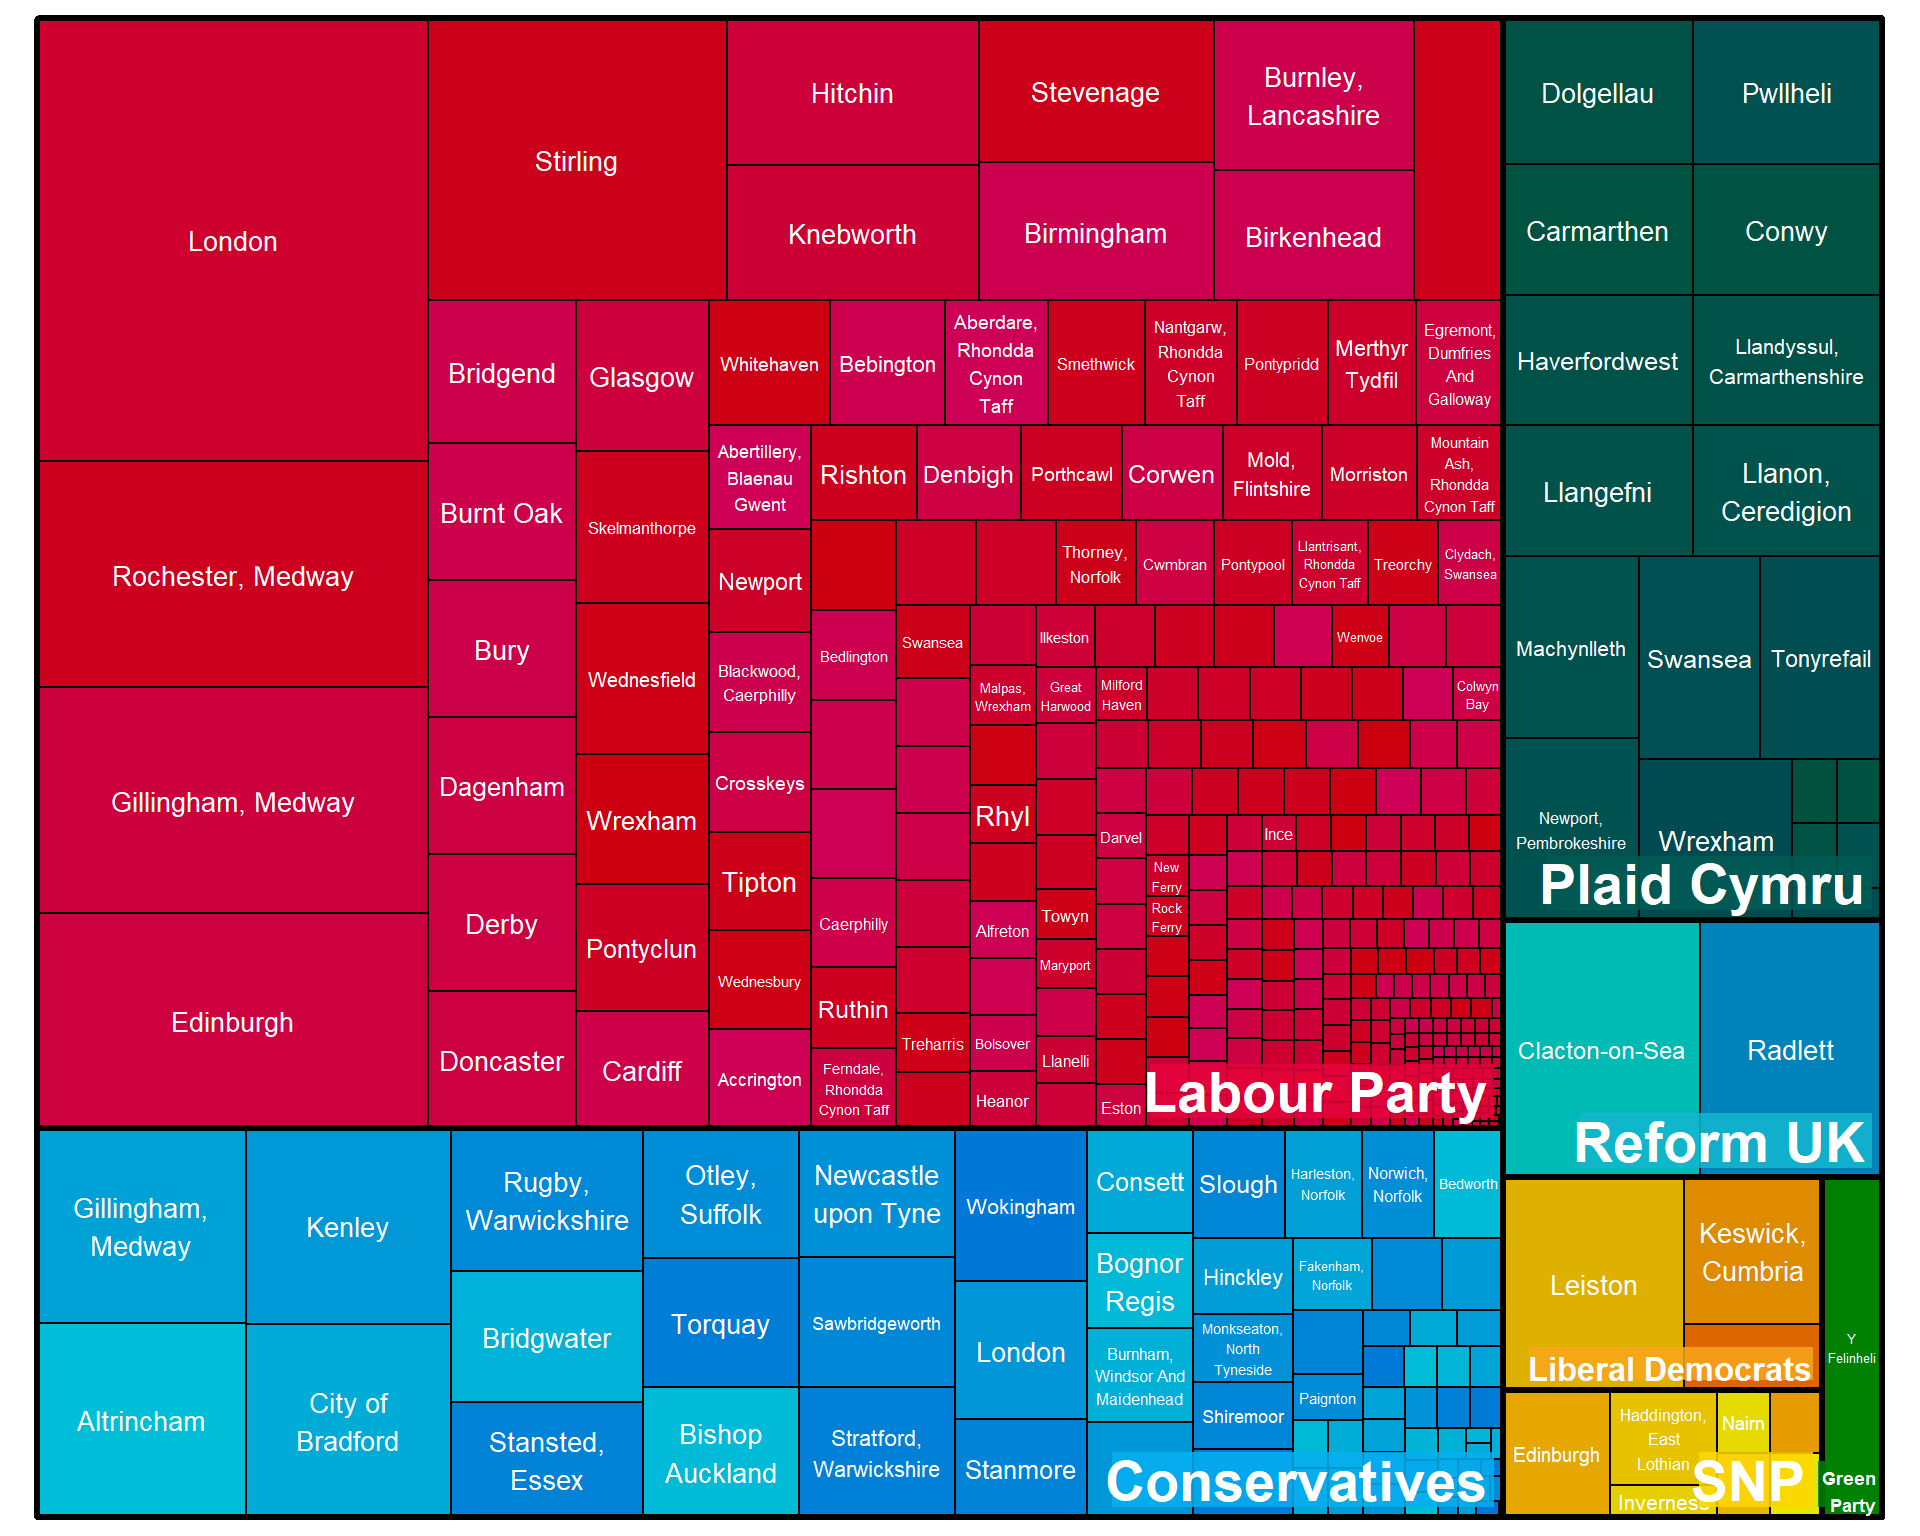 London
Stirling
Hitchin
Stevenage
Burnley,
Lancashire
Knebworth
Birmingham
Birkenhead
Rochester, Medway
Gillingham, Medway
Edinburgh
Bridgend
Burnt Oak
Bury
Dagenham
Derby
Doncaster
Glasgow
Skelmanthorpe
Wednesfield
Wrexham
Pontyclun
Cardiff
Whitehaven
Bebington
Aberdare,
Rhondda
Cynon
Taff
Smethwick
Nantgarw,
Rhondda
Cynon
Taff
Pontypridd
Merthyr
Tydfil
Egremont,
Dumfries
And
Galloway
Abertillery,
Blaenau
Gwent
Newport
Blackwood,
Caerphilly
Crosskeys
Tipton
Wednesbury
Accrington
Rishton
Denbigh
Porthcawl
Corwen
Mold,
Flintshire
Morriston
Mountain
Ash,
Rhondda
Cynon Taff
Thorney,
Norfolk
Cwmbran
Pontypool
Llantrisant,
Rhondda
Cynon Taff
Treorchy
Clydach,
Swansea
Bedlington
Caerphilly
Ruthin
Ferndale,
Rhondda
Cynon Taff
Swansea
Treharris
Ilkeston
Wenvoe
Malpas,
Wrexham
Great
Harwood
Milford
Haven
Colwyn
Bay
Rhyl
Alfreton
Bolsover
Heanor
Towyn
Maryport
Llanelli
Darvel
Eston
Ince
New
Ferry
Rock
Ferry
Labour Party
Dolgellau
Pwllheli
Carmarthen
Conwy
Haverfordwest
Llandyssul,
Carmarthenshire
Llangefni
Llanon,
Ceredigion
Machynlleth
Swansea
Tonyrefail
Newport,
Pembrokeshire
Wrexham
Plaid Cymru
Clacton-on-Sea
Radlett
Reform UK
Gillingham,
Medway
Kenley
Altrincham
City of
Bradford
Rugby,
Warwickshire
Bridgwater
Stansted,
Essex
Otley,
Suffolk
Torquay
Bishop
Auckland
Newcastle
upon Tyne
Sawbridgeworth
Stratford,
Warwickshire
Wokingham
London
Stanmore
Consett
Bognor
Regis
Burnham,
Windsor And
Maidenhead
Slough
Harleston,
Norfolk
Norwich,
Norfolk
Bedworth
Hinckley
Fakenham,
Norfolk
Monkseaton,
North
Tyneside
Paignton
Shiremoor
Conservatives
Leiston
Keswick,
Cumbria
Liberal Democrats
Edinburgh
Haddington,
East
Lothian
Nairn
Inverness
SNP
Y
Felinheli
Green
Party